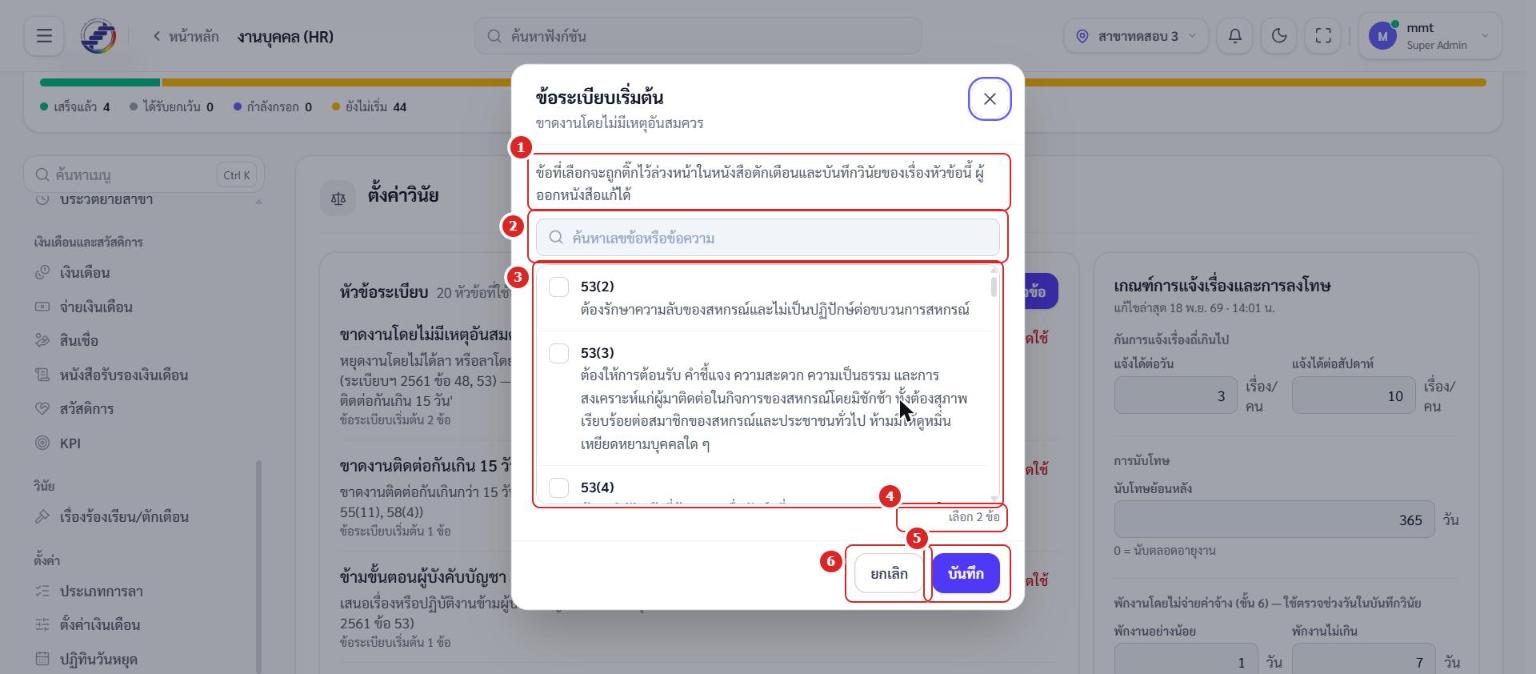 หน้าหลัก
งานบุคคล (HR)
ค้นหาฟังก์ชัน
สาขาทดสอบ 3
M
mmt
Super Admin
เสร็จแล้ว 4
ได้รับยกเว้น 0
กำลังกรอก 0
ยังไม่เริ่ม 44
ค้นหาเมนู
Ctrl K
ประวัติย้ายสาขา
เงินเดือนและสวัสดิการ
เงินเดือน
จ่ายเงินเดือน
สินเชื่อ
หนังสือรับรองเงินเดือน
สวัสดิการ
KPI
วินัย
เรื่องร้องเรียน/ตักเตือน
ตั้งค่า
ประเภทการลา
ตั้งค่าเงินเดือน
ปฏิทินวันหยุด
ตั้งค่าวินัย
หัวข้อระเบียบ 20 หัวข้อที่ใช้
ขาดงานโดยไม่มีเหตุอันสม
หยุดงานโดยไม่ได้ลา หรือลาโด
(ระเบียบฯ 2561 ข้อ 48, 53) —
ติดต่อกันเกิน 15 วัน'
ข้อระเบียบเริ่มต้น 2 ข้อ
ขาดงานติดต่อกันเกิน 15 วั
ขาดงานติดต่อกันเกินกว่า 15 วั
55(11), 58(4))
ข้อระเบียบเริ่มต้น 1 ข้อ
ข้ามขั้นตอนผู้บังคับบัญชา
เสนอเรื่องหรือปฏิบัติงานข้ามผู้
2561 ข้อ 53)
ข้อระเบียบเริ่มต้น 1 ข้อ
ข้อระเบียบเริ่มต้น
ขาดงานโดยไม่มีเหตุอันสมควร
1
ข้อที่เลือกจะถูกติ๊กไว้ล่วงหน้าในหนังสือตักเตือนและบันทึกวินัยของเรื่องหัวข้อนี้ ผู้
ออกหนังสือแก้ได้
2
ค้นหาเลขข้อหรือข้อความ
3
53(2)
ต้องรักษาความลับของสหกรณ์และไม่เป็นปฏิปักษ์ต่อขบวนการสหกรณ์
53(3)
ต้องให้การต้อนรับ คำชี้แจง ความสะดวก ความเป็นธรรม และการ
สงเคราะห์แก่ผู้มาติดต่อในกิจการของสหกรณ์โดยมิชักช้า ทั้งต้องสุภาพ
เรียบร้อยต่อสมาชิกของสหกรณ์และประชาชนทั่วไป ห้ามมิให้ดูหมิ่น
เหยียดหยามบุคคลใด ๆ
53(4)
4
เลือก 2 ข้อ
5
6
ยกเลิก
บันทึก
เกณฑ์การแจ้งเรื่องและการลงโทษ
แก้ไขล่าสุด 18 พ.ย. 69 · 14:01 น.
กันการแจ้งเรื่องถี่เกินไป
แจ้งได้ต่อวัน
แจ้งได้ต่อสัปดาห์
3 เรื่อง/
คน
10 เรื่อง/
คน
การนับโทษ
นับโทษย้อนหลัง
365 วัน
0 = นับตลอดอายุงาน
พักงานโดยไม่จ่ายค่าจ้าง (ขั้น 6) — ใช้ตรวจช่วงวันในบันทึกวินัย
พักงานอย่างน้อย
พักงานไม่เกิน
1 วัน
7 วัน